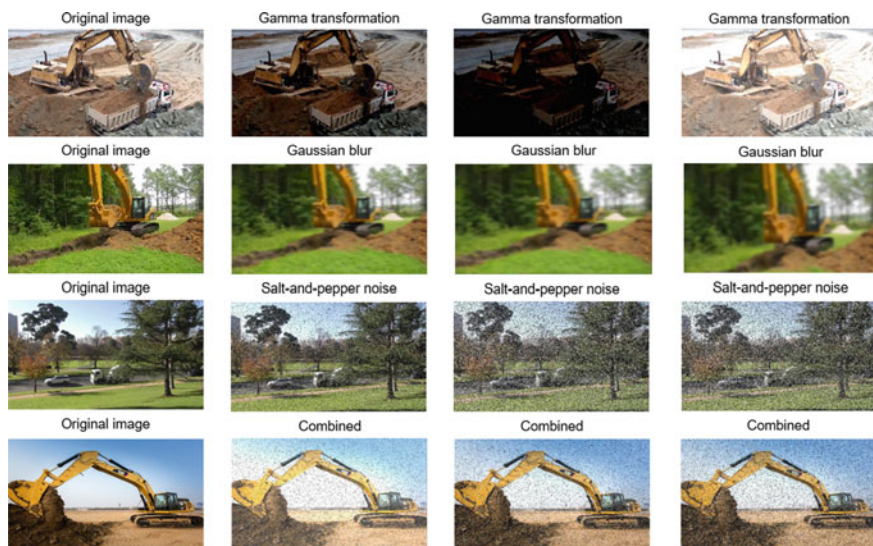 Original image
Gamma transformation
Gamma transformation
Gamma transformation
Original image
Gaussian blur
Gaussian blur
Gaussian blur
Original image
Salt-and-pepper noise
Salt-and-pepper noise
Salt-and-pepper noise
Original image
Combined
Combined
Combined